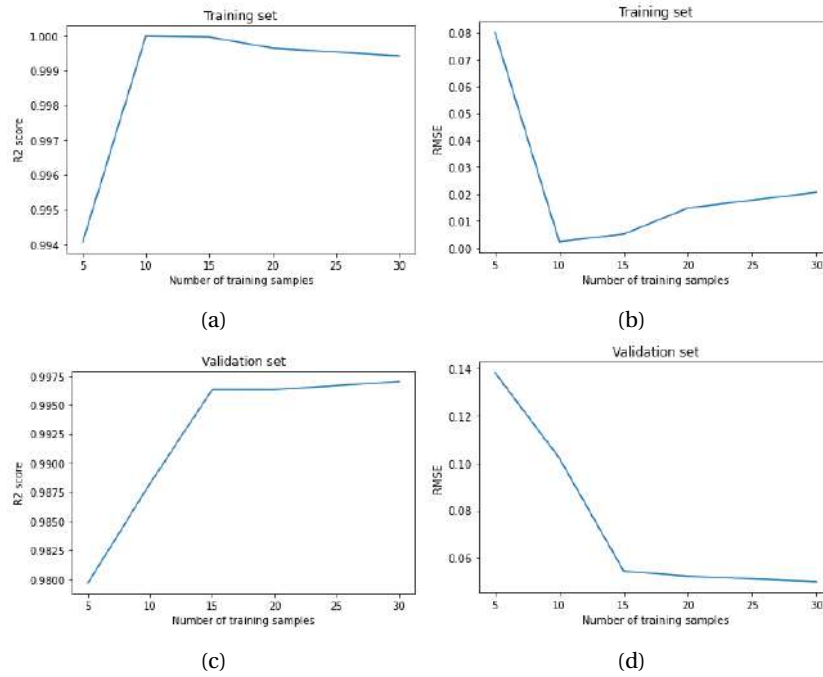 Training set
R2 score
1.000
0.999
0.998
0.997
0.996
0.995
0.994
5 10 15 20 25 30
Number of training samples
(a)
Training set
RMSE
0.08
0.07
0.06
0.05
0.04
0.03
0.02
0.01
0.00
5 10 15 20 25 30
Number of training samples
(b)
Validation set
R2 score
0.9975
0.9950
0.9925
0.9900
0.9875
0.9850
0.9825
0.9800
5 10 15 20 25 30
Number of training samples
(c)
Validation set
RMSE
0.14
0.12
0.10
0.08
0.06
5 10 15 20 25 30
Number of training samples
(d)